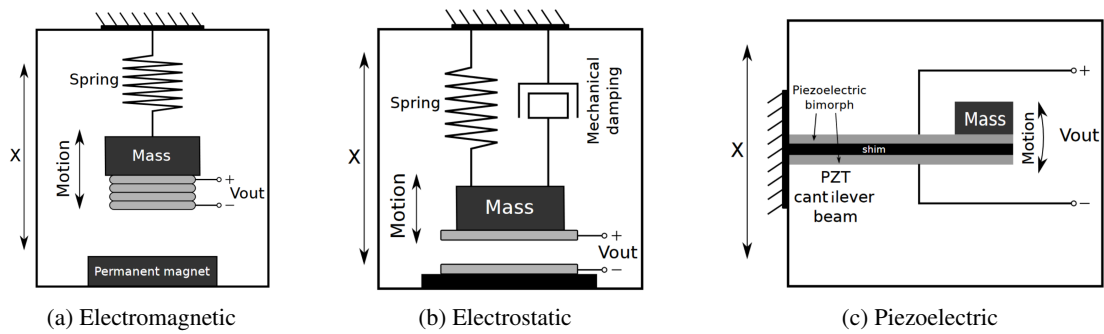 X
Spring
Motion
Mass
+
Vout
−
Permanent magnet
(a) Electromagnetic
X
Spring
Mechanical
damping
Motion
Mass
+
Vout
−
(b) Electrostatic
X
Piezoelectric
bimorph
+
Mass
Motion
Vout
shim
PZT
cantilever
beam
−
(c) Piezoelectric